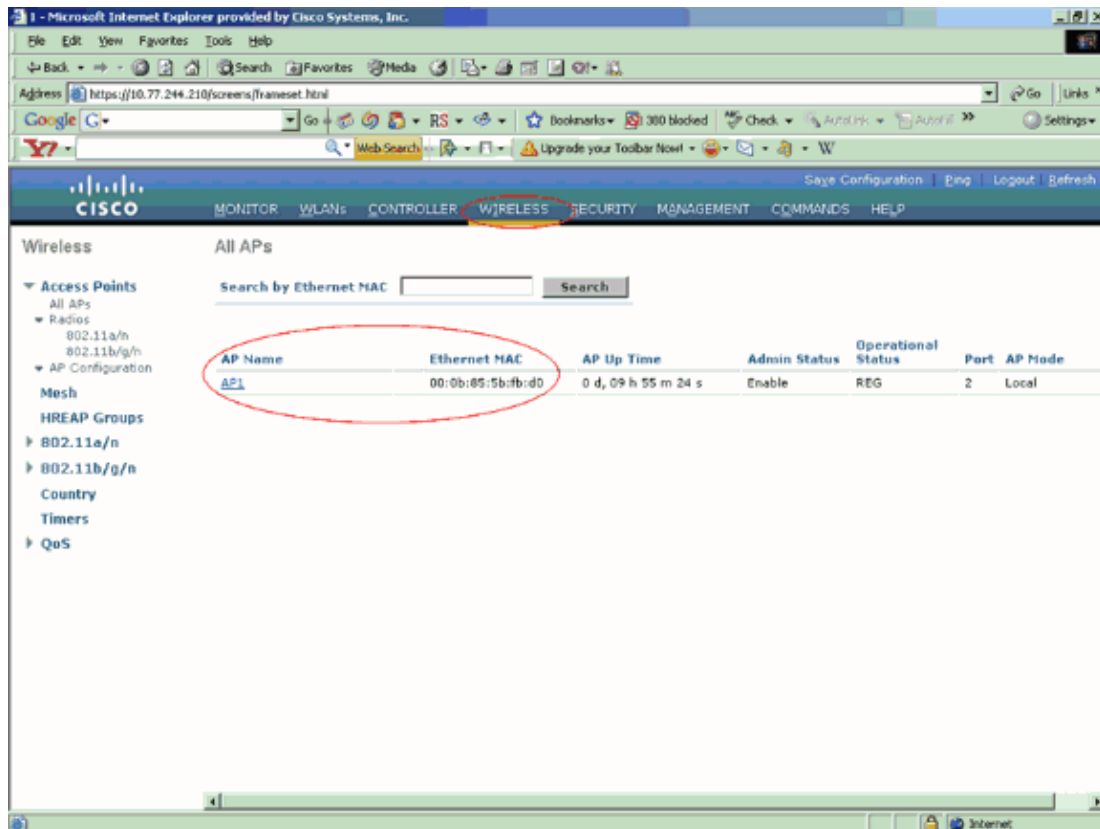 1 - Microsoft Internet Explorer provided by Cisco Systems, Inc.
File Edit View Favorites Tools Help
Back Search Favorites Media
Address https://10.77.244.210/screens/frameset.html Go Links
Google G Go RS Bookmarks 380 blocked Check AutoLink AutoFill Settings
Y7 Web Search Upgrade your Toolbar Now! W
Save Configuration Ping Logout Refresh
CISCO MONITOR WLANs CONTROLLER WIRELESS SECURITY MANAGEMENT COMMANDS HELP
Wireless
Access Points
All APs
Radios
802.11a/n
802.11b/g/n
AP Configuration
Mesh
HREAP Groups
802.11a/n
802.11b/g/n
Country
Timers
QoS
All APs
Search by Ethernet MAC Search
AP Name Ethernet MAC AP Up Time Admin Status Operational Status Port AP Mode
AP1 00:0b:85:5b:fb:d0 0 d, 09 h 55 m 24 s Enable REG 2 Local
Internet